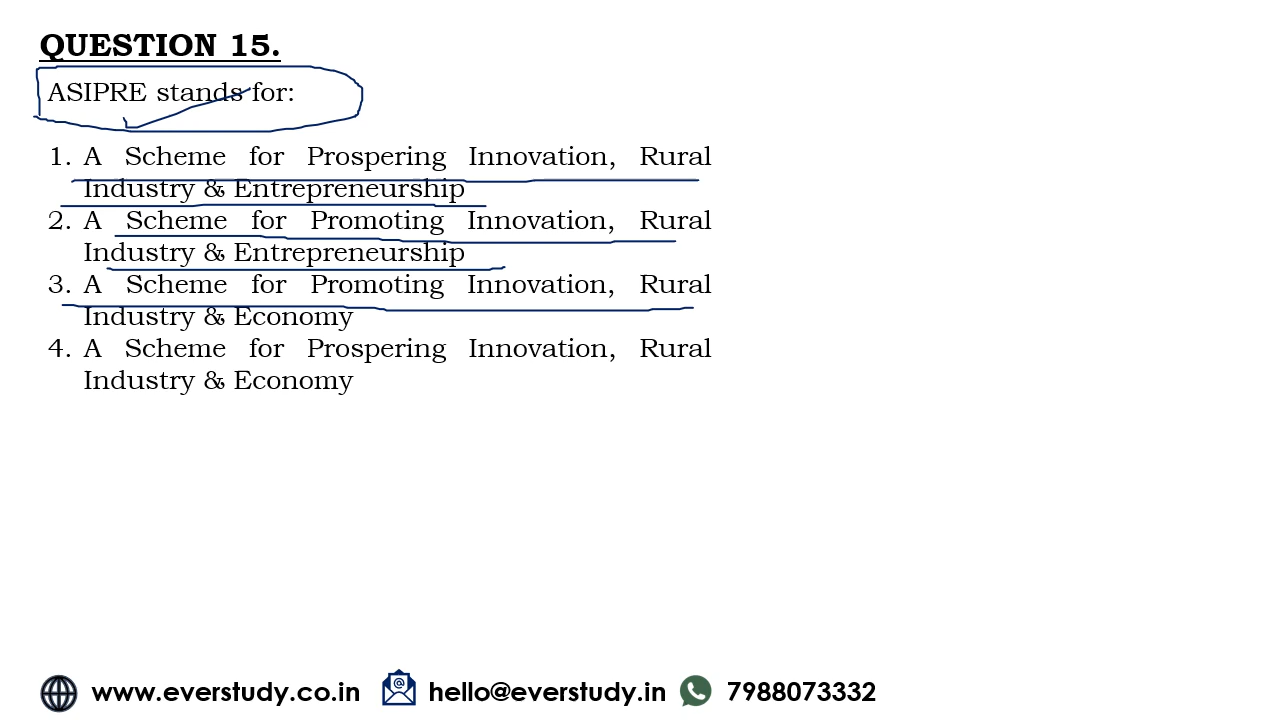 QUESTION 15.
ASIPRE stands for:
1. A Scheme for Prospering Innovation, Rural
Industry & Entrepreneurship
2. A Scheme for Promoting Innovation, Rural
Industry & Entrepreneurship
3. A Scheme for Promoting Innovation, Rural
Industry & Economy
4. A Scheme for Prospering Innovation, Rural
Industry & Economy
www.everstudy.co.in hello@everstudy.in 7988073332